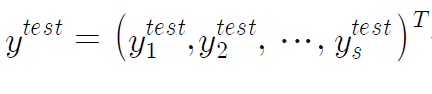 y^{test} = (y_1^{test}, y_2^{test}, ⋯, y_s^{test})^T